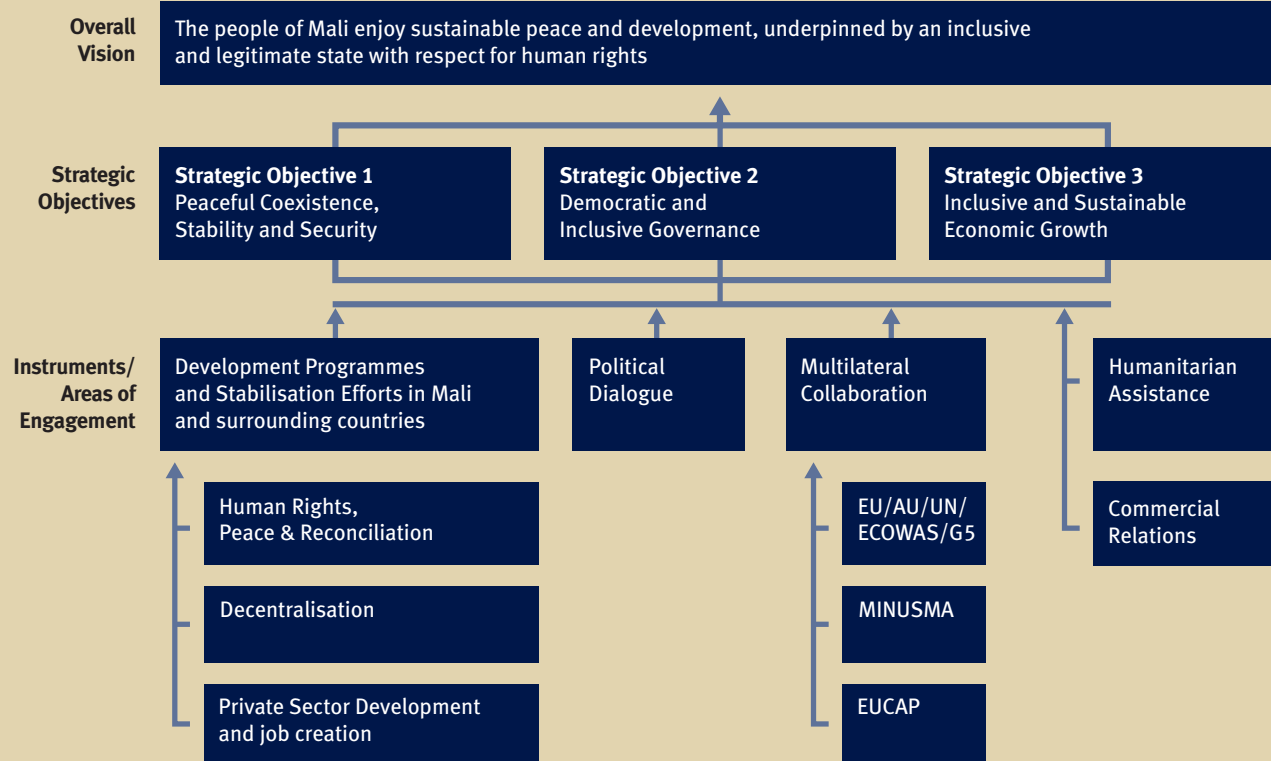 Overall
Vision
The people of Mali enjoy sustainable peace and development, underpinned by an inclusive
and legitimate state with respect for human rights
Strategic
Objectives
Strategic Objective 1
Peaceful Coexistence,
Stability and Security
Strategic Objective 2
Democratic and
Inclusive Governance
Strategic Objective 3
Inclusive and Sustainable
Economic Growth
Instruments/
Areas of
Engagement
Development Programmes
and Stabilisation Efforts in Mali
and surrounding countries
Political
Dialogue
Multilateral
Collaboration
Humanitarian
Assistance
Human Rights,
Peace & Reconciliation
Decentralisation
Private Sector Development
and job creation
EU/AU/UN/
ECOWAS/G5
MINUSMA
EUCAP
Commercial
Relations